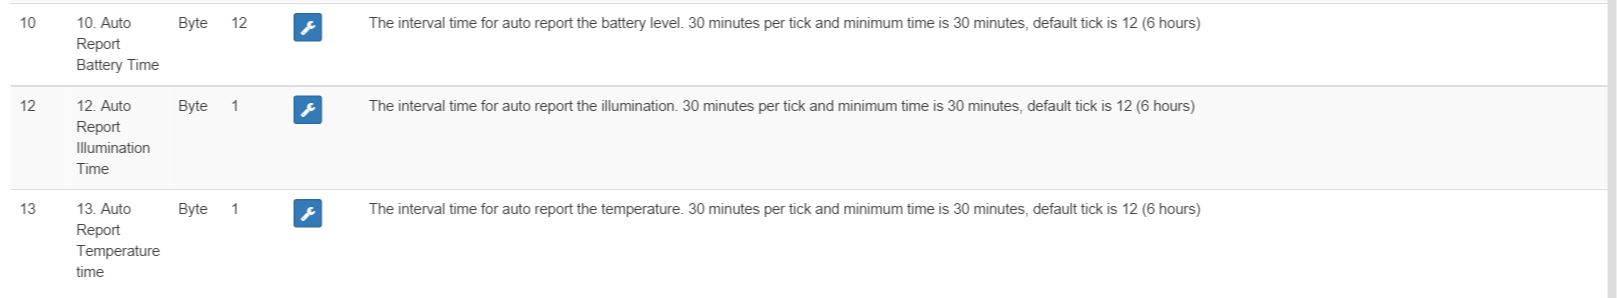 10 10. Auto Byte 12 The interval time for auto report the battery level. 30 minutes per tick and minimum time is 30 minutes, default tick is 12 (6 hours)
Report
Battery Time
12 12. Auto Byte 1 The interval time for auto report the illumination. 30 minutes per tick and minimum time is 30 minutes, default tick is 12 (6 hours)
Report
Illumination
Time
13 13. Auto Byte 1 The interval time for auto report the temperature. 30 minutes per tick and minimum time is 30 minutes, default tick is 12 (6 hours)
Report
Temperature
time